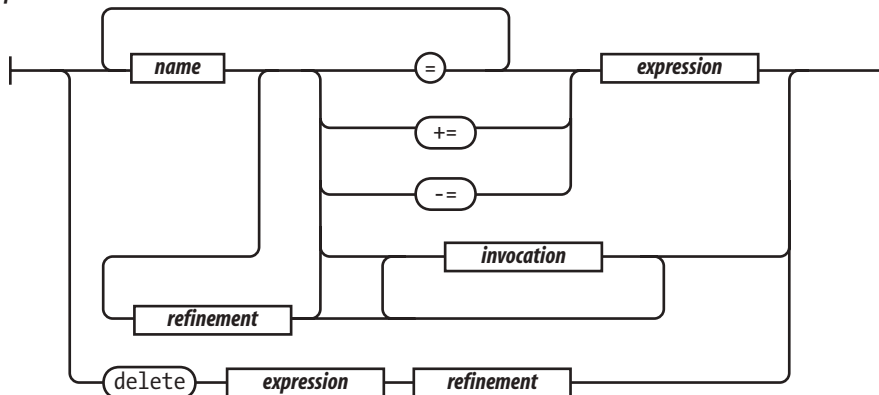 name = expression
+=
-=
invocation
refinement
delete expression refinement